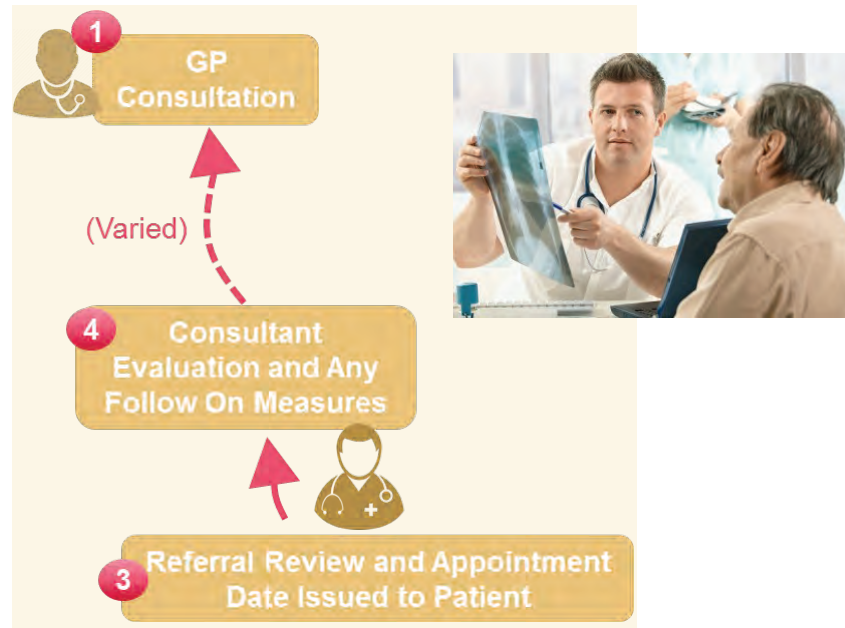 1
GP
Consultation
(Varied)
4
Consultant
Evaluation and Any
Follow On Measures
3
Referral Review and Appointment
Date Issued to Patient